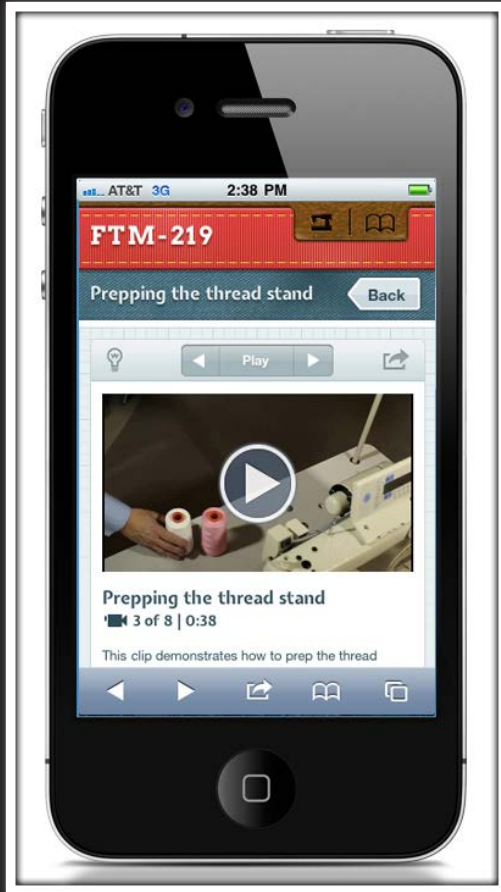 AT&T 3G 2:38 PM
FTM-219
Prepping the thread stand Back
Play
Prepping the thread stand
3 of 8 | 0:38
This clip demonstrates how to prep the thread